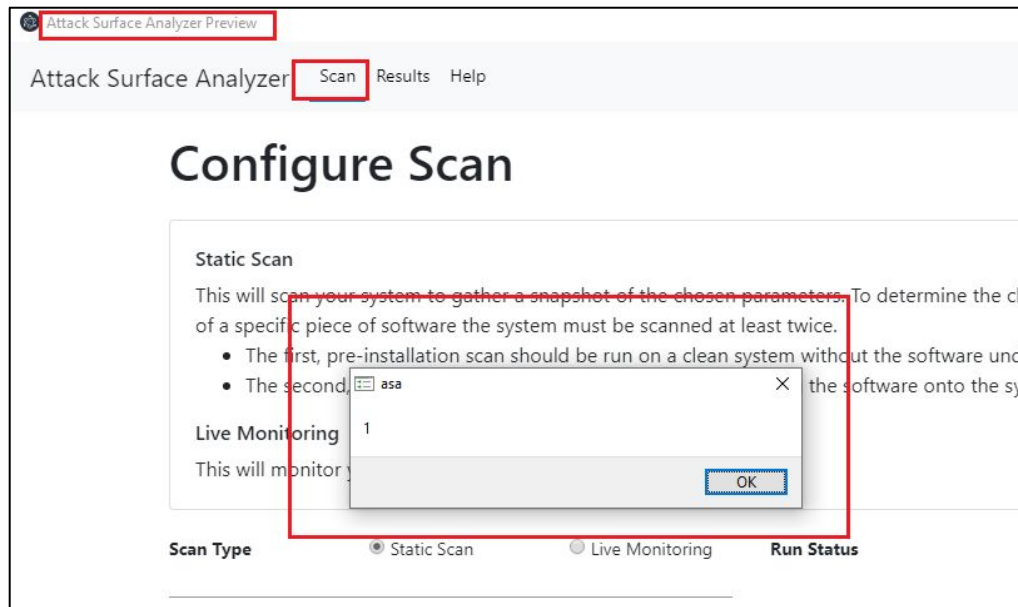 Attack Surface Analyzer Preview
Attack Surface Analyzer Scan Results Help
Configure Scan
Static Scan
This will scan your system to gather a snapshot of the chosen parameters. To determine the
of a specific piece of software the system must be scanned at least twice.
• The first, pre-installation scan should be run on a clean system without the software
• The second, the software onto the
asa
1
OK
Live Monitoring
This will monitor
Scan Type Static Scan Live Monitoring Run Status